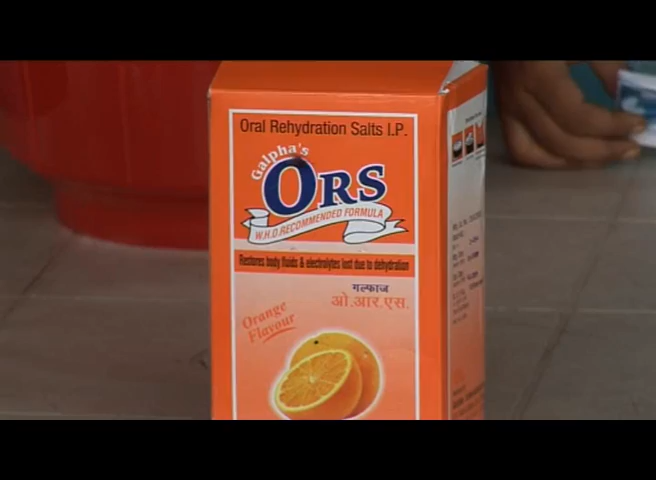 Oral Rehydration Salts I.P.
Galpha's
ORS
W.H.O. RECOMMENDED FORMULA
Restores body fluids & electrolytes lost due to dehydration
गल्फाज
ओ.आर.एस.
Orange
Flavour